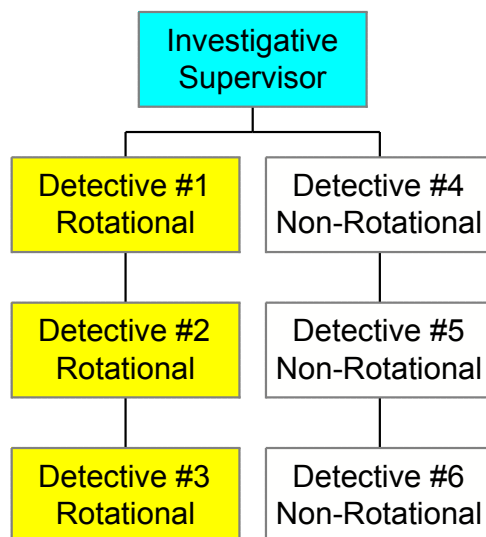 Investigative
Supervisor
Detective #1
Rotational
Detective #4
Non-Rotational
Detective #2
Rotational
Detective #5
Non-Rotational
Detective #3
Rotational
Detective #6
Non-Rotational